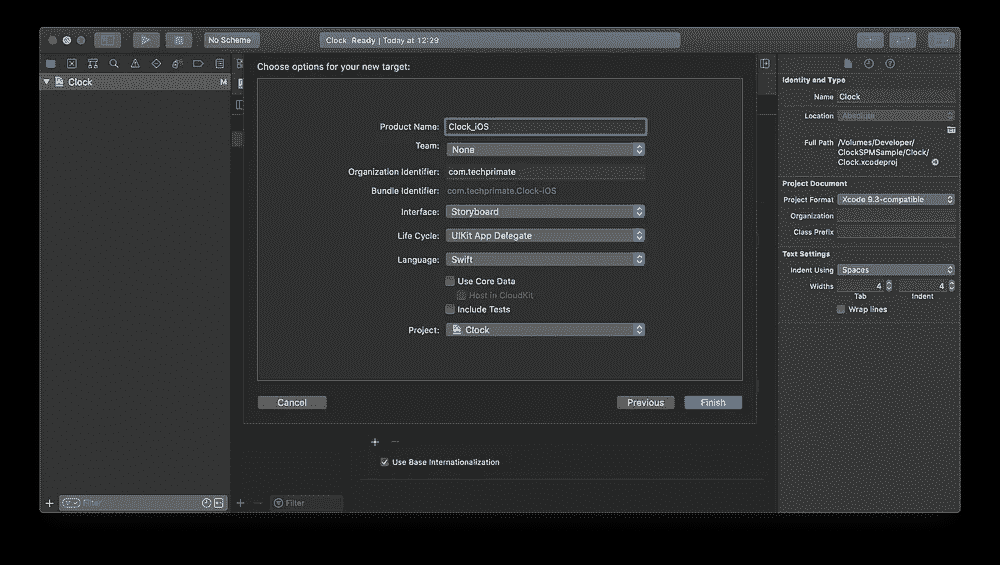 No Scheme
Clock Ready | Today at 12:29
Clock
M
Choose options for your new target:
Product Name: Clock_iOS
Team: None
Organization Identifier: com.techprimate
Bundle Identifier: com.techprimate.Clock-iOS
Interface: Storyboard
Life Cycle: UIKit App Delegate
Language: Swift
Use Core Data
Host in CloudKit
Include Tests
Project: Clock
Cancel
Previous
Finish
Use Base Internationalization
Filter
Filter
Identity and Type
Name Clock
Location Absolute
Full Path /Volumes/Developer/
ClockSPMSample/Clock/
Clock.xcodeproj
Project Document
Project Format Xcode 9.3-compatible
Organization
Class Prefix
Text Settings
Indent Using Spaces
Widths 4 4
Tab Indent
Wrap lines